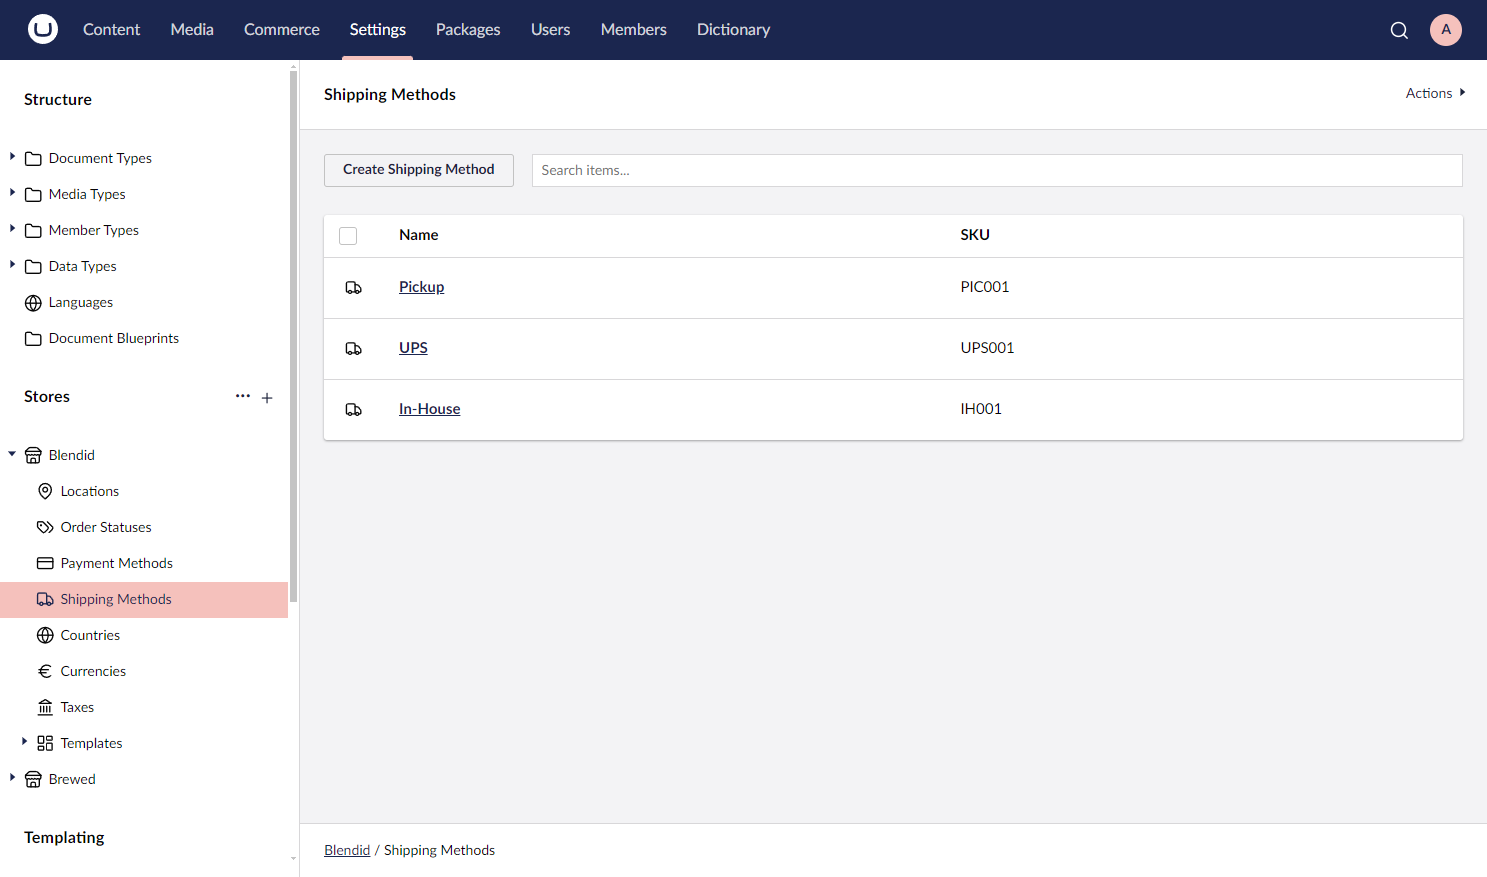 Content Media Commerce Settings Packages Users Members Dictionary A
Structure
Document Types
Media Types
Member Types
Data Types
Languages
Document Blueprints
Stores
Blendid
Locations
Order Statuses
Payment Methods
Shipping Methods
Countries
Currencies
Taxes
Templates
Brewed
Templating
Shipping Methods
Actions
Create Shipping Method
Search items...
Name SKU
Pickup PIC001
UPS UPS001
In-House IH001
Blendid / Shipping Methods